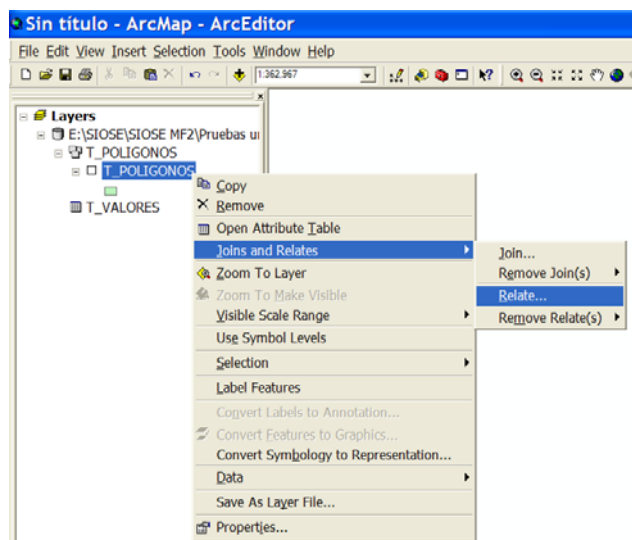 Sin título - ArcMap - ArcEditor
File Edit View Insert Selection Tools Window Help
1:362.967
Layers
E:\SIOSE\SIOSE MF2\Pruebas
T_POLIGONOS
T_POLIGONOS
T_VALORES
Copy
Remove
Open Attribute Table
Joins and Relates
Zoom To Layer
Zoom To Make Visible
Visible Scale Range
Use Symbol Levels
Selection
Label Features
Convert Labels to Annotation...
Convert Features to Graphics...
Convert Symbology to Representation...
Data
Save As Layer File...
Properties...
Join...
Remove Join(s)
Relate...
Remove Relate(s)